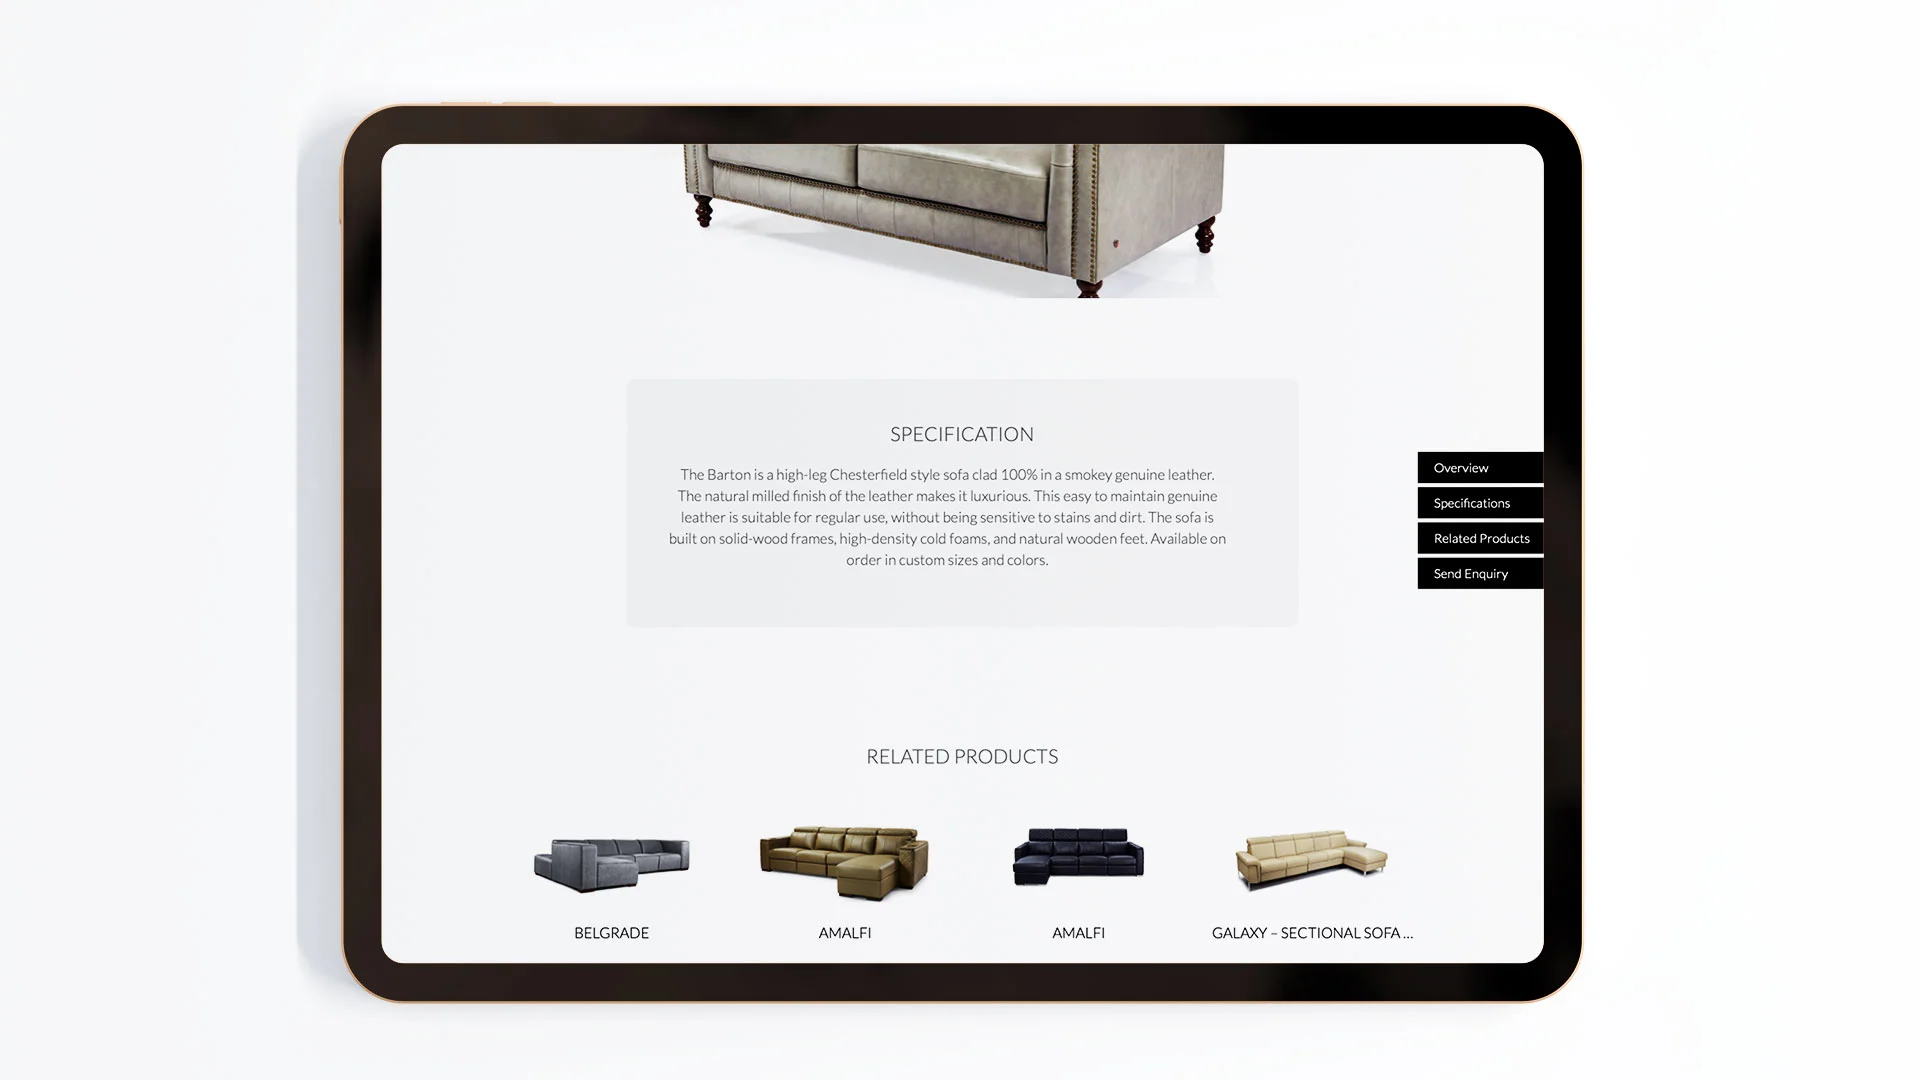 SPECIFICATION
The Barton is a high-leg Chesterfield style sofa clad 100% in a smokey genuine leather.
The natural milled finish of the leather makes it luxurious. This easy to maintain genuine
leather is suitable for regular use, without being sensitive to stains and dirt. The sofa is
built on solid-wood frames, high-density cold foams, and natural wooden feet. Available on
order in custom sizes and colors.
Overview
Specifications
Related Products
Send Enquiry
RELATED PRODUCTS
BELGRADE
AMALFI
AMALFI
GALAXY – SECTIONAL SOFA ...